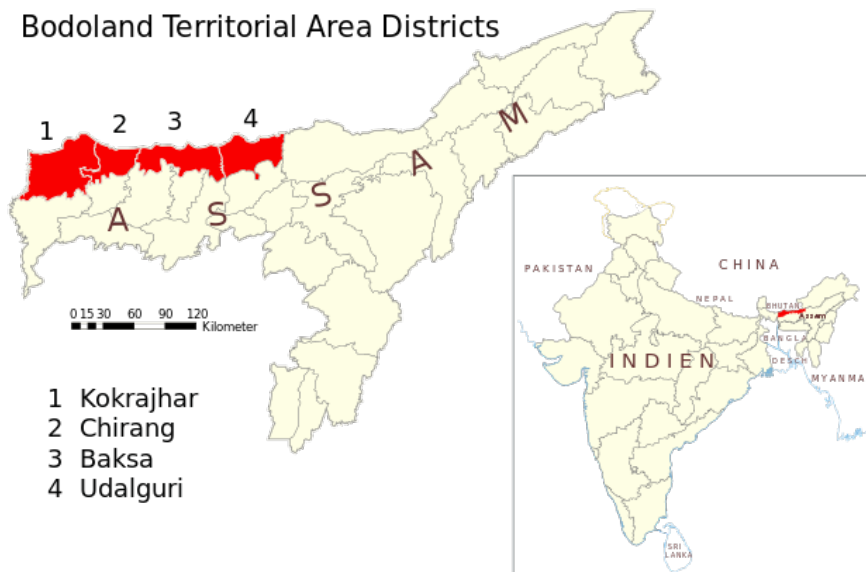 Bodoland Territorial Area Districts
1 2 3 4
A S S A M
0 15 30 60 90 120
Kilometer
1 Kokrajhar
2 Chirang
3 Baksa
4 Udalguri
PAKISTAN
CHINA
NEPAL
BHUTAN
Assam
BANGLA
DESCH
INDIEN
MYANMA
SRI
LANKA